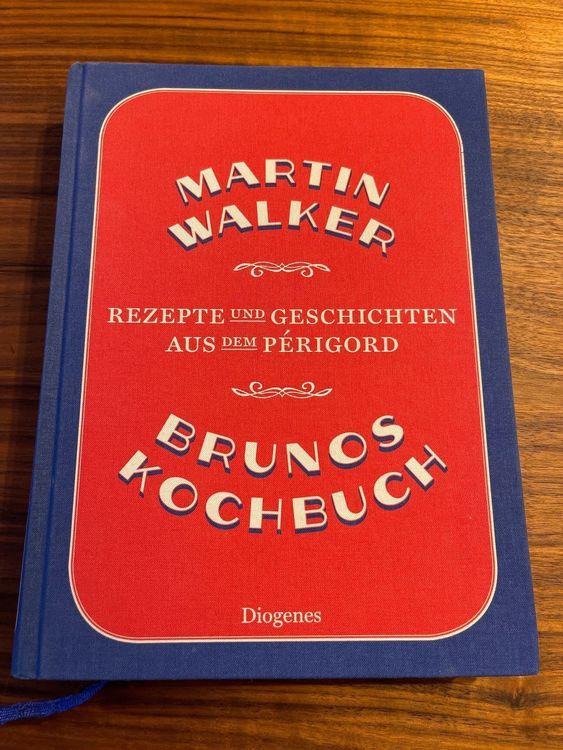 MARTIN
WALKER
REZEPTE UND GESCHICHTEN
AUS DEM PÉRIGORD
BRUNOS
KOCHBUCH
Diogenes